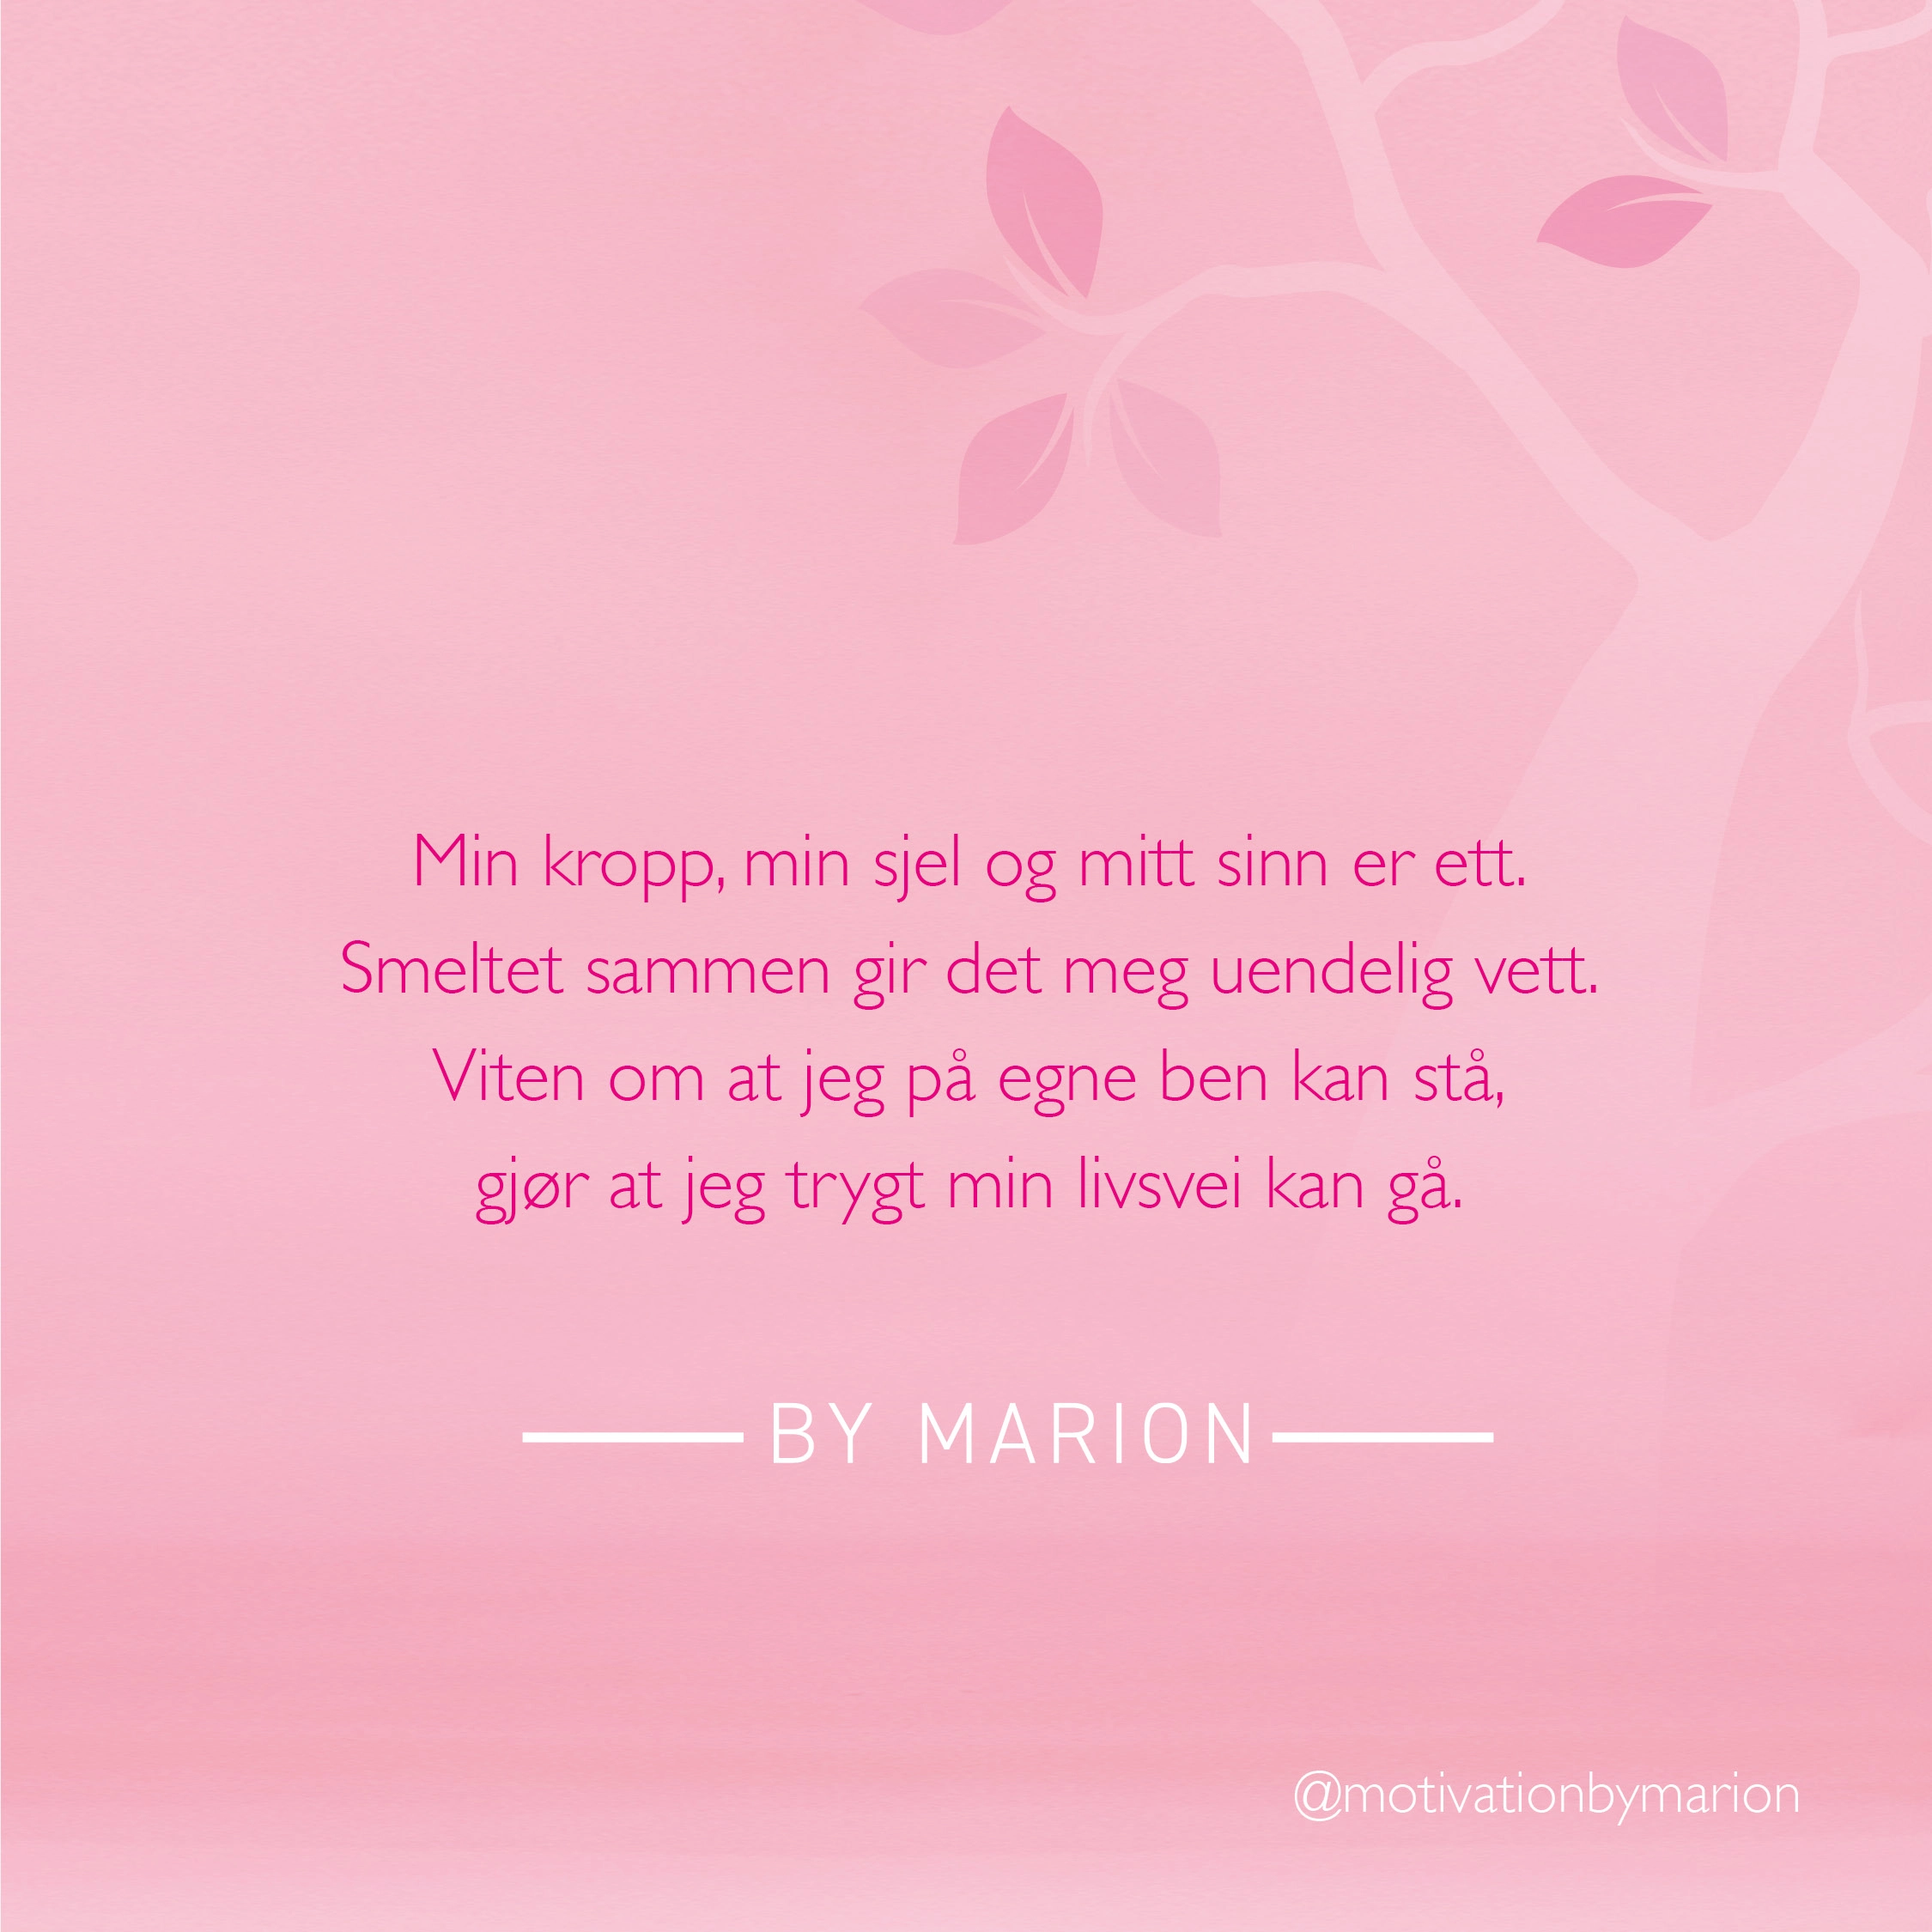 Min kropp, min sjel og mitt sinn er ett.
Smeltet sammen gir det meg uendelig vett.
Viten om at jeg på egne ben kan stå,
gjør at jeg trygt min livsvei kan gå.
BY MARION
@motivationbymarion